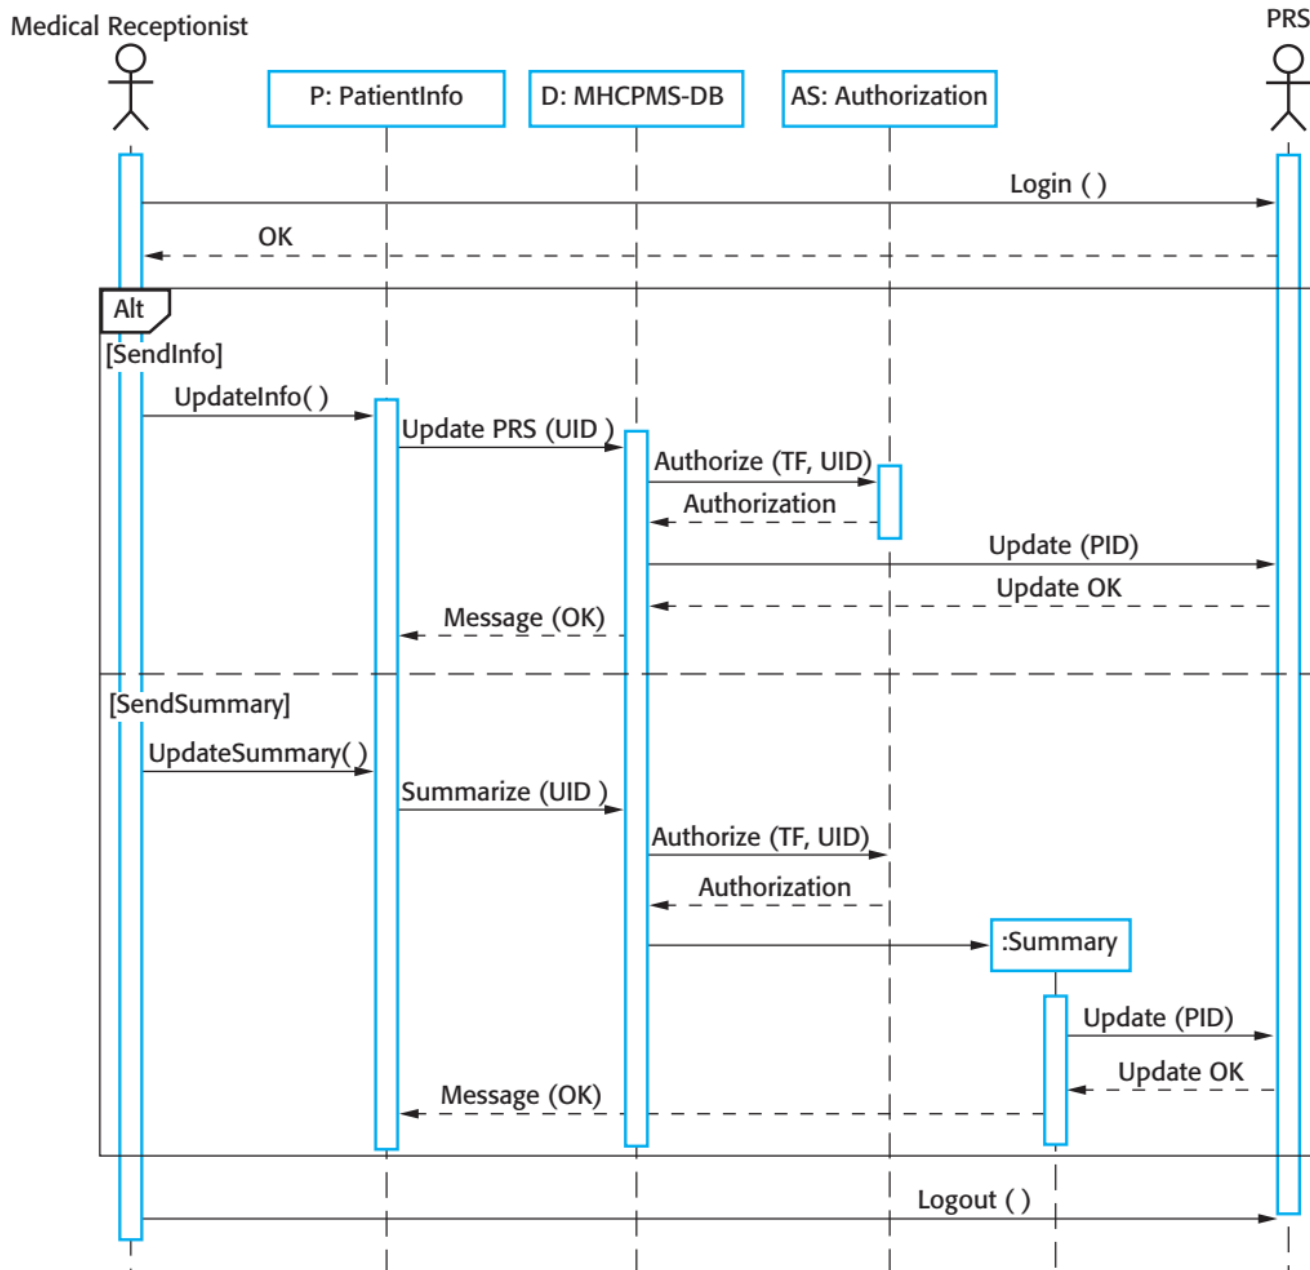 Medical Receptionist
PRS
P: PatientInfo
D: MHCPMS-DB
AS: Authorization
Login ( )
OK
Alt
[SendInfo]
UpdateInfo( )
Update PRS (UID )
Authorize (TF, UID)
Authorization
Update (PID)
Update OK
Message (OK)
[SendSummary]
UpdateSummary( )
Summarize (UID )
Authorize (TF, UID)
Authorization
:Summary
Update (PID)
Update OK
Message (OK)
Logout ( )